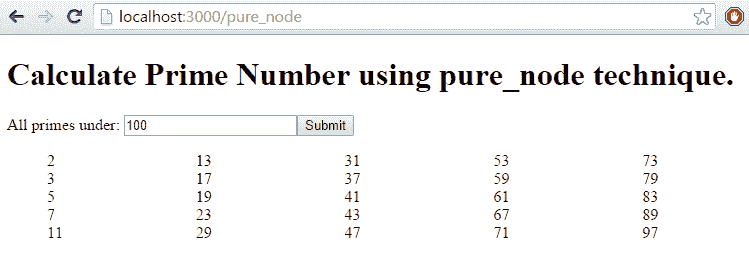 localhost:3000/pure_node
Calculate Prime Number using pure_node technique.
All primes under: 100 Submit
2 13 31 53 73
3 17 37 59 79
5 19 41 61 83
7 23 43 67 89
11 29 47 71 97